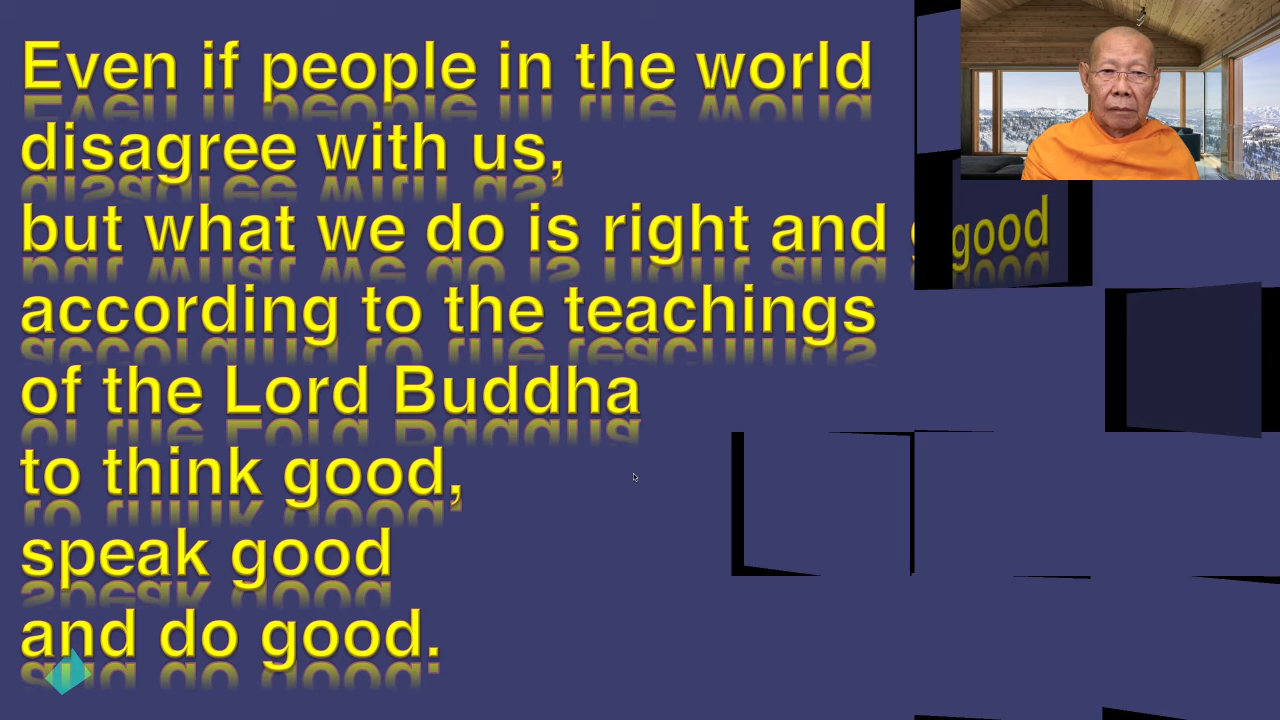 Even if people in the world
disagree with us,
but what we do is right and good
according to the teachings
of the Lord Buddha
to think good,
speak good
and do good.